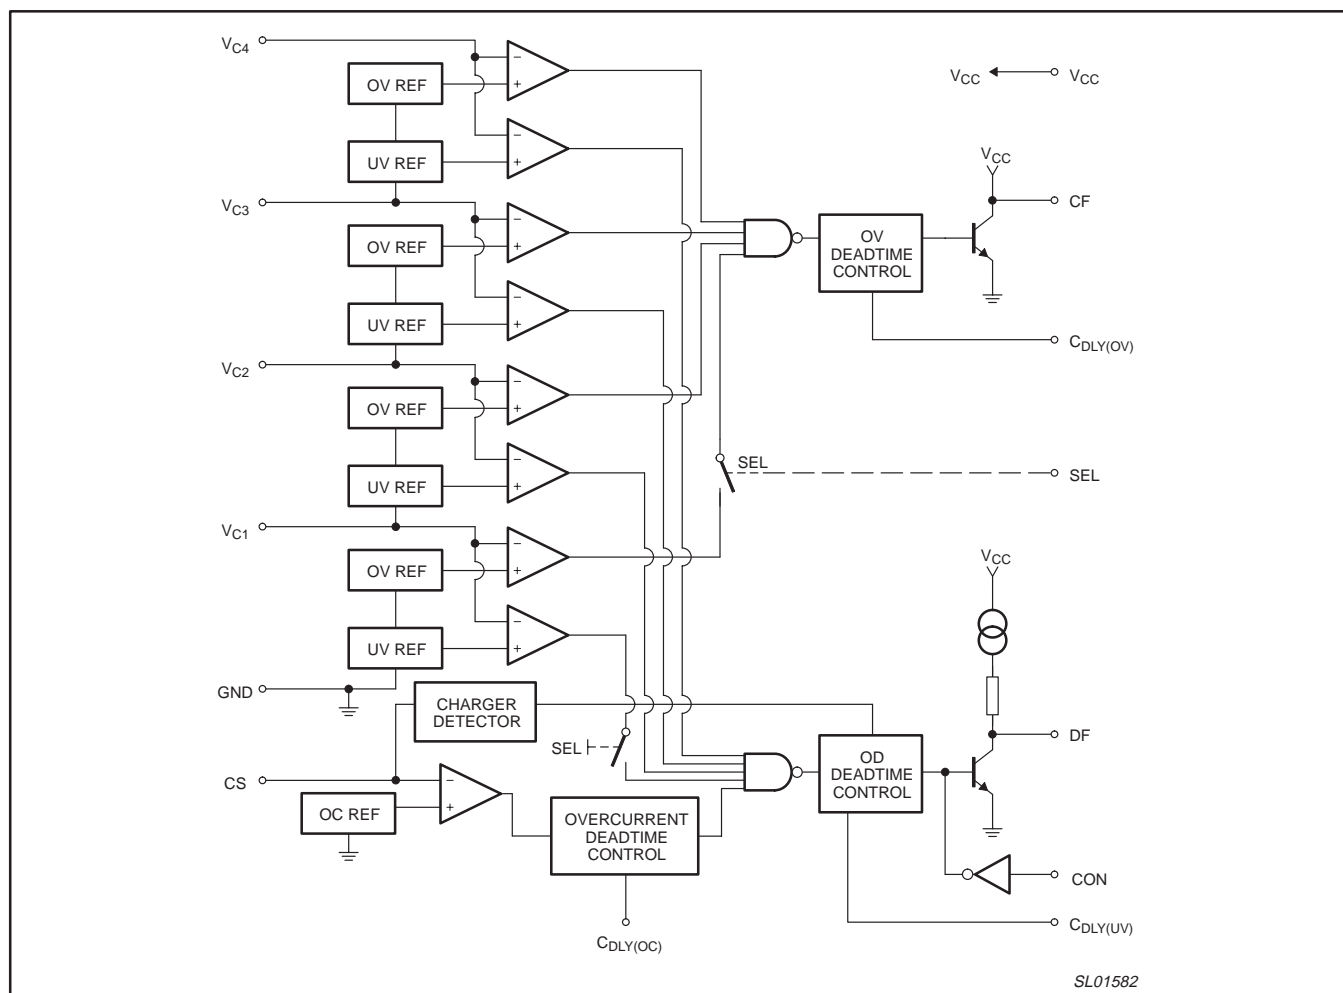 VC4
OV REF
UV REF
VC3
OV REF
UV REF
VC2
OV REF
UV REF
VC1
OV REF
UV REF
GND
CHARGER
DETECTOR
CS
OC REF
−
+
−
+
−
+
−
+
−
+
−
+
−
+
−
+
−
+
SEL
OVERCURRENT
DEADTIME
CONTROL
CDLY(OC)
VCC
VCC
VCC
CF
OV
DEADTIME
CONTROL
CDLY(OV)
SEL
SEL
VCC
DF
OD
DEADTIME
CONTROL
CON
CDLY(UV)
SL01582